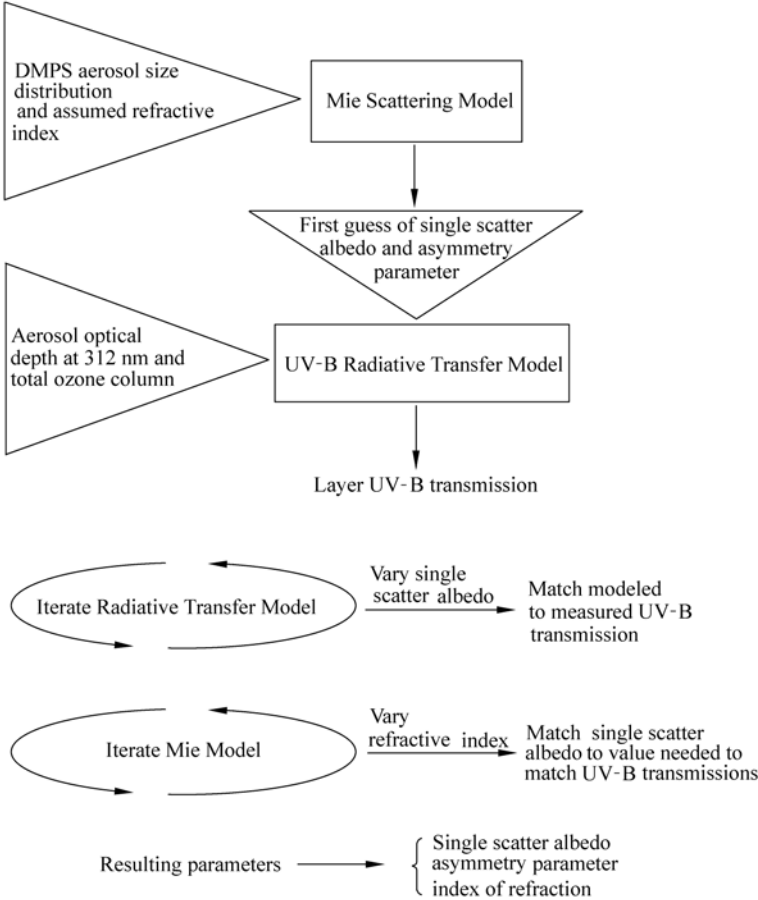 DMPS aerosol size
distribution
and assumed refractive
index
Mie Scattering Model
First guess of single scatter
albedo and asymmetry
parameter
Aerosol optical
depth at 312 nm and
total ozone column
UV-B Radiative Transfer Model
Layer UV-B transmission
Iterate Radiative Transfer Model
Vary single
scatter albedo
Match modeled
to measured UV-B
transmission
Iterate Mie Model
Vary
refractive index
Match single scatter
albedo to value needed to
match UV-B transmissions
Resulting parameters
Single scatter albedo
asymmetry parameter
index of refraction